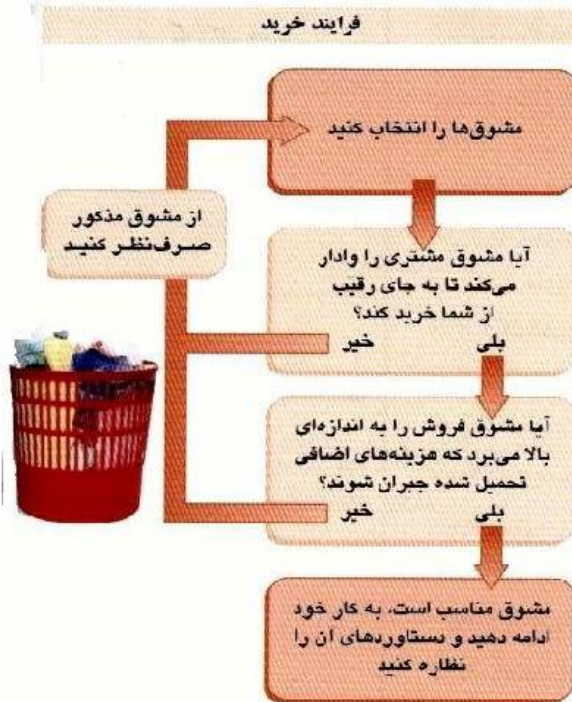 فرایند خرید
مشوق‌ها را انتخاب کنید
از مشوق مذکور
صرف‌نظر کنید
آیا مشوق مشتری را وادار
می‌کند تا به جای رقیب
از شما خرید کند؟
بلی خیر
آیا مشوق فروش را به اندازه‌ای
بالا می‌برد که هزینه‌های اضافی
تحمیل شده جبران شوند؟
بلی خیر
مشوق مناسب است، به کار خود
ادامه دهید و دستاوردهای آن را
نظاره کنید